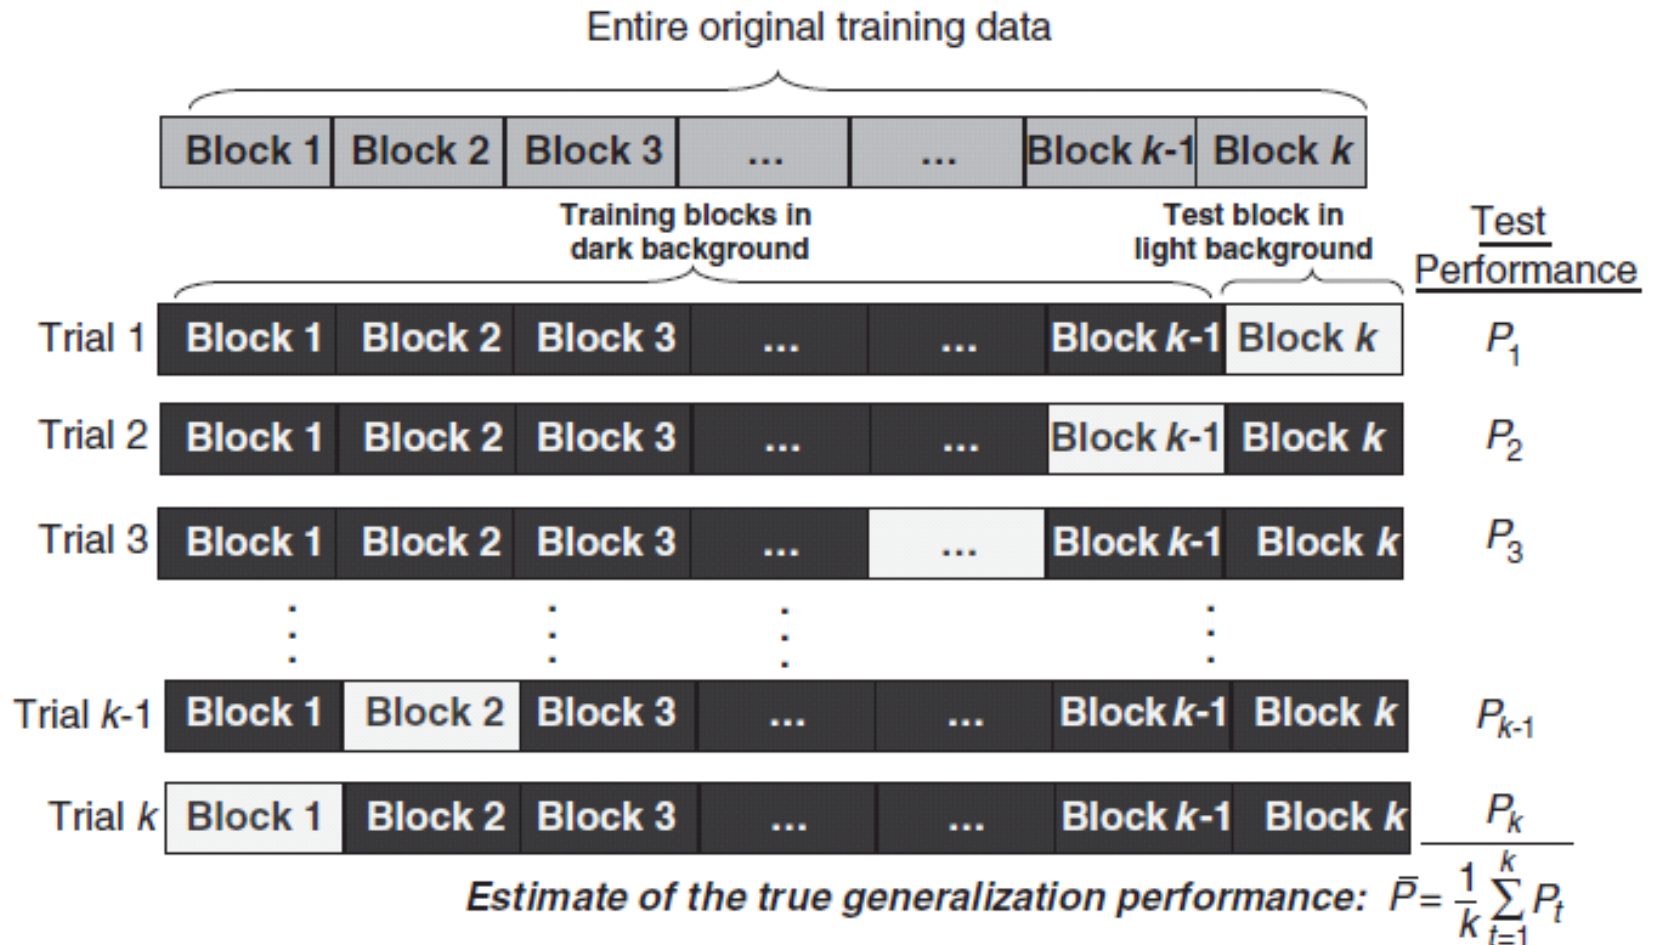 Entire original training data
Block 1 Block 2 Block 3 ... ... Block k-1 Block k
Training blocks in
dark background
Test block in
light background
Test
Performance
Trial 1 Block 1 Block 2 Block 3 ... ... Block k-1 Block k P₁
Trial 2 Block 1 Block 2 Block 3 ... ... Block k-1 Block k P₂
Trial 3 Block 1 Block 2 Block 3 ... ... Block k-1 Block k P₃
Trial k-1 Block 1 Block 2 Block 3 ... ... Block k-1 Block k Pₖ₋₁
Trial k Block 1 Block 2 Block 3 ... ... Block k-1 Block k Pₖ
Estimate of the true generalization performance: P̄ = 1/k ∑ₜ₌₁ᵏ Pₜ